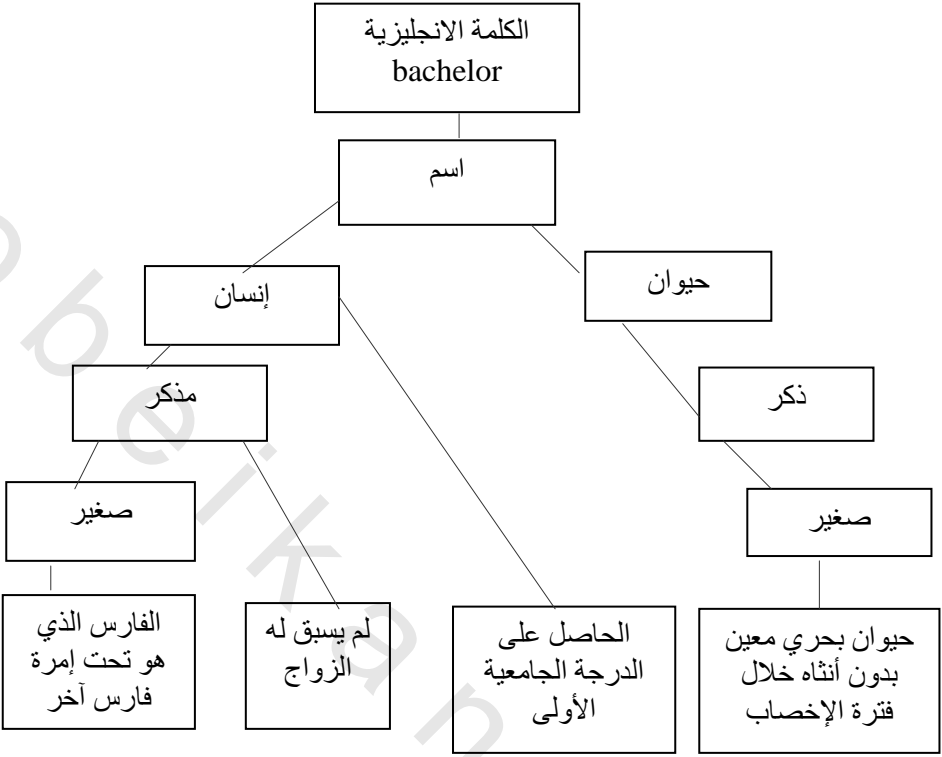 الكلمة الانجليزية
bachelor
اسم
إنسان
حيوان
مذكر
ذكر
صغير
صغير
الفارس الذي
هو تحت إمرة
فارس آخر
لم يسبق له
الزواج
الحاصل على
الدرجة الجامعية
الأولى
حيوان بحري معين
بدون أنثاه خلال
فترة الإخصاب
obeikan